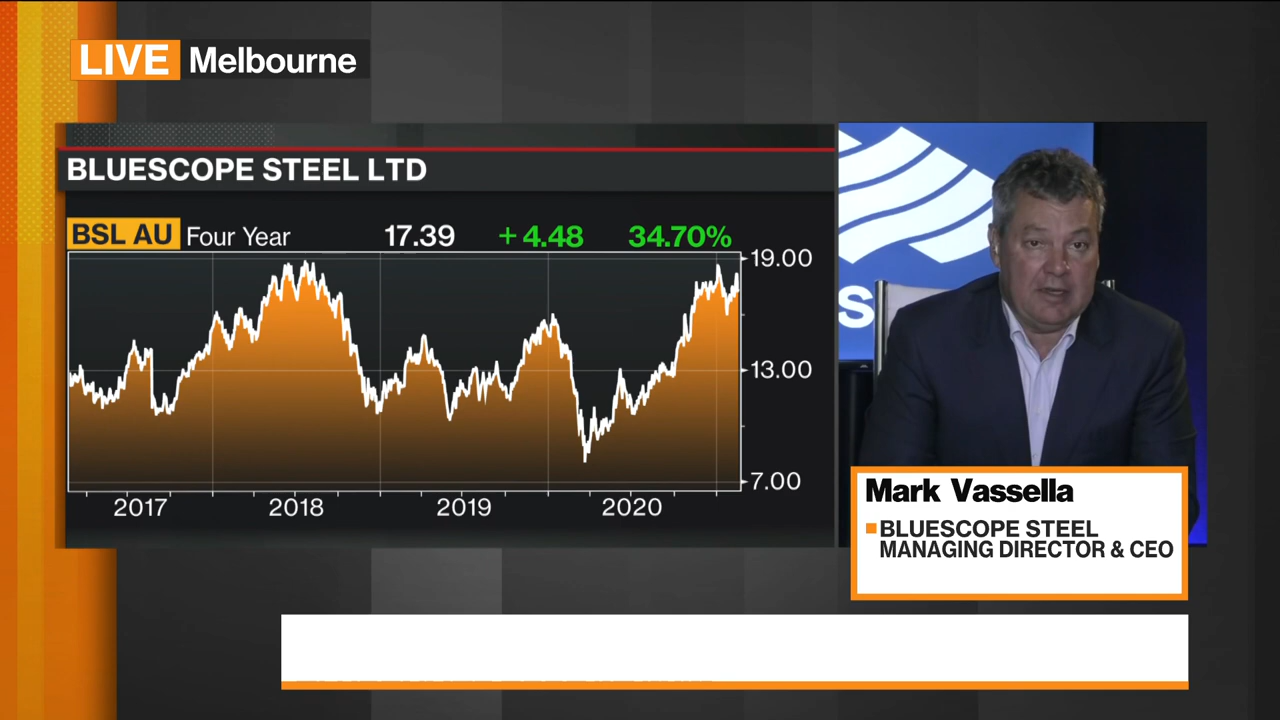 LIVE Melbourne
BLUESCOPE STEEL LTD
BSL AU Four Year 17.39 +4.48 34.70%
19.00
13.00
7.00
2017 2018 2019 2020
S
Mark Vassella
BLUESCOPE STEEL
MANAGING DIRECTOR & CEO